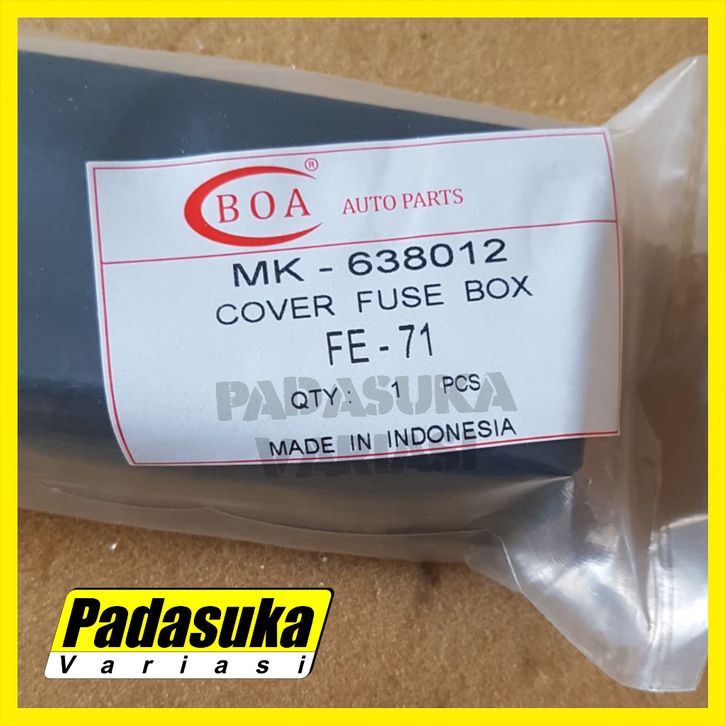 BOA ® AUTO PARTS
MK - 638012
COVER FUSE BOX
FE - 71
QTY : 1 PCS
MADE IN INDONESIA
PADASUKA
VARIASI
Padasuka
Variasi